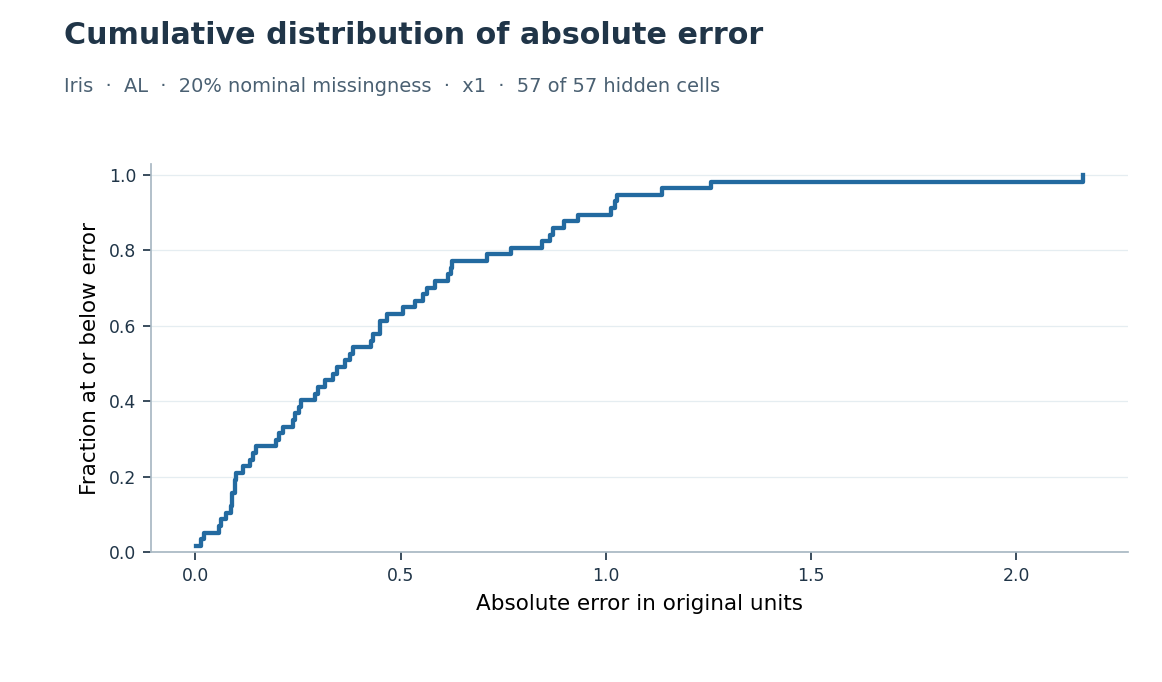 Cumulative distribution of absolute error
Iris · AL · 20% nominal missingness · x1 · 57 of 57 hidden cells
Fraction at or below error
1.0
0.8
0.6
0.4
0.2
0.0
0.0 0.5 1.0 1.5 2.0
Absolute error in original units